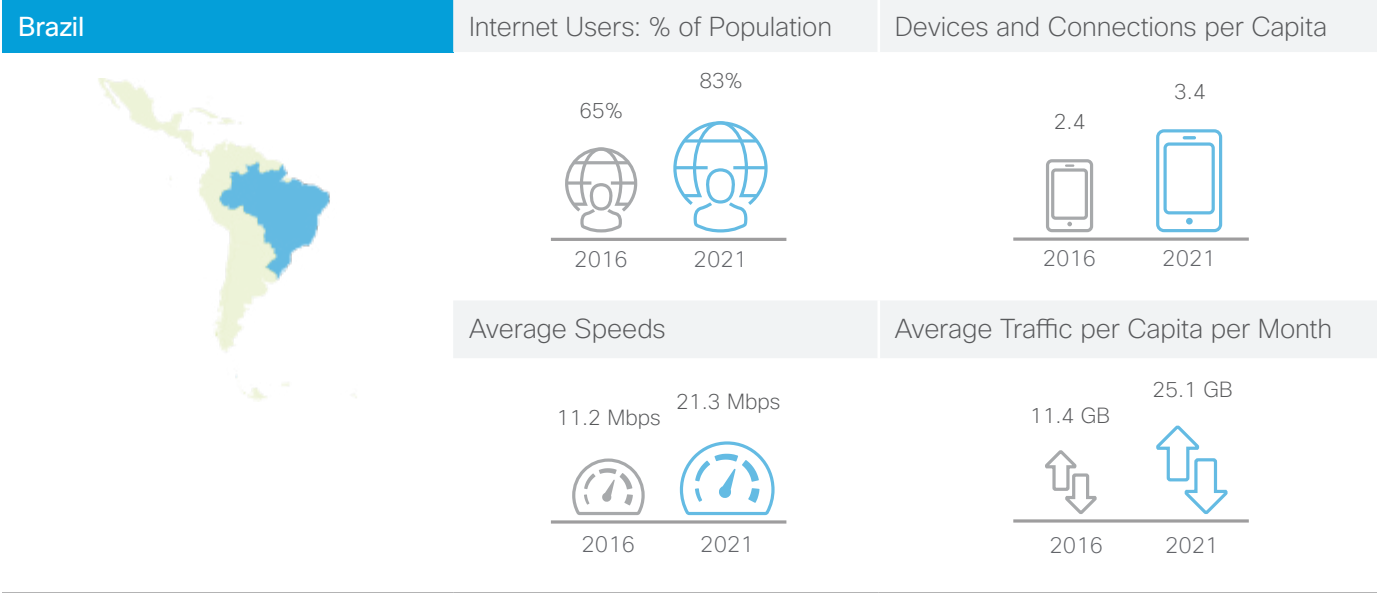 Brazil
Internet Users: % of Population
Devices and Connections per Capita
65%
83%
2016
2021
2.4
3.4
2016
2021
Average Speeds
Average Traffic per Capita per Month
11.2 Mbps
21.3 Mbps
2016
2021
11.4 GB
25.1 GB
2016
2021